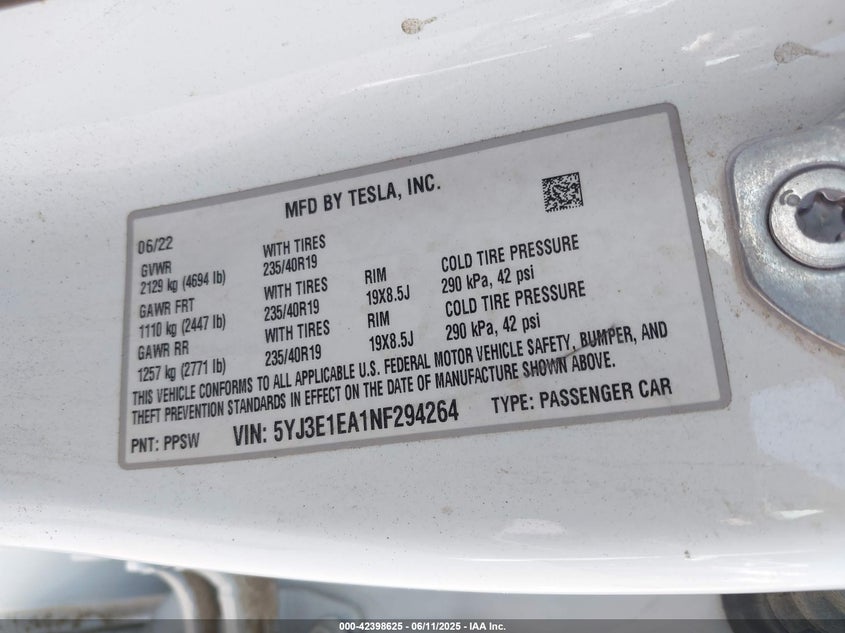 MFD BY TESLA, INC.
06/22
GVWR
2129 kg (4694 lb)
WITH TIRES
235/40R19
GAWR FRT
1110 kg (2447 lb)
WITH TIRES
235/40R19
RIM
19X8.5J
COLD TIRE PRESSURE
290 kPa, 42 psi
GAWR RR
1257 kg (2771 lb)
WITH TIRES
235/40R19
RIM
19X8.5J
COLD TIRE PRESSURE
290 kPa, 42 psi
THIS VEHICLE CONFORMS TO ALL APPLICABLE U.S. FEDERAL MOTOR VEHICLE SAFETY, BUMPER, AND
THEFT PREVENTION STANDARDS IN EFFECT ON THE DATE OF MANUFACTURE SHOWN ABOVE.
PNT: PPSW VIN: 5YJ3E1EA1NF294264 TYPE: PASSENGER CAR
000-42398625 - 06/11/2025 - IAA Inc.